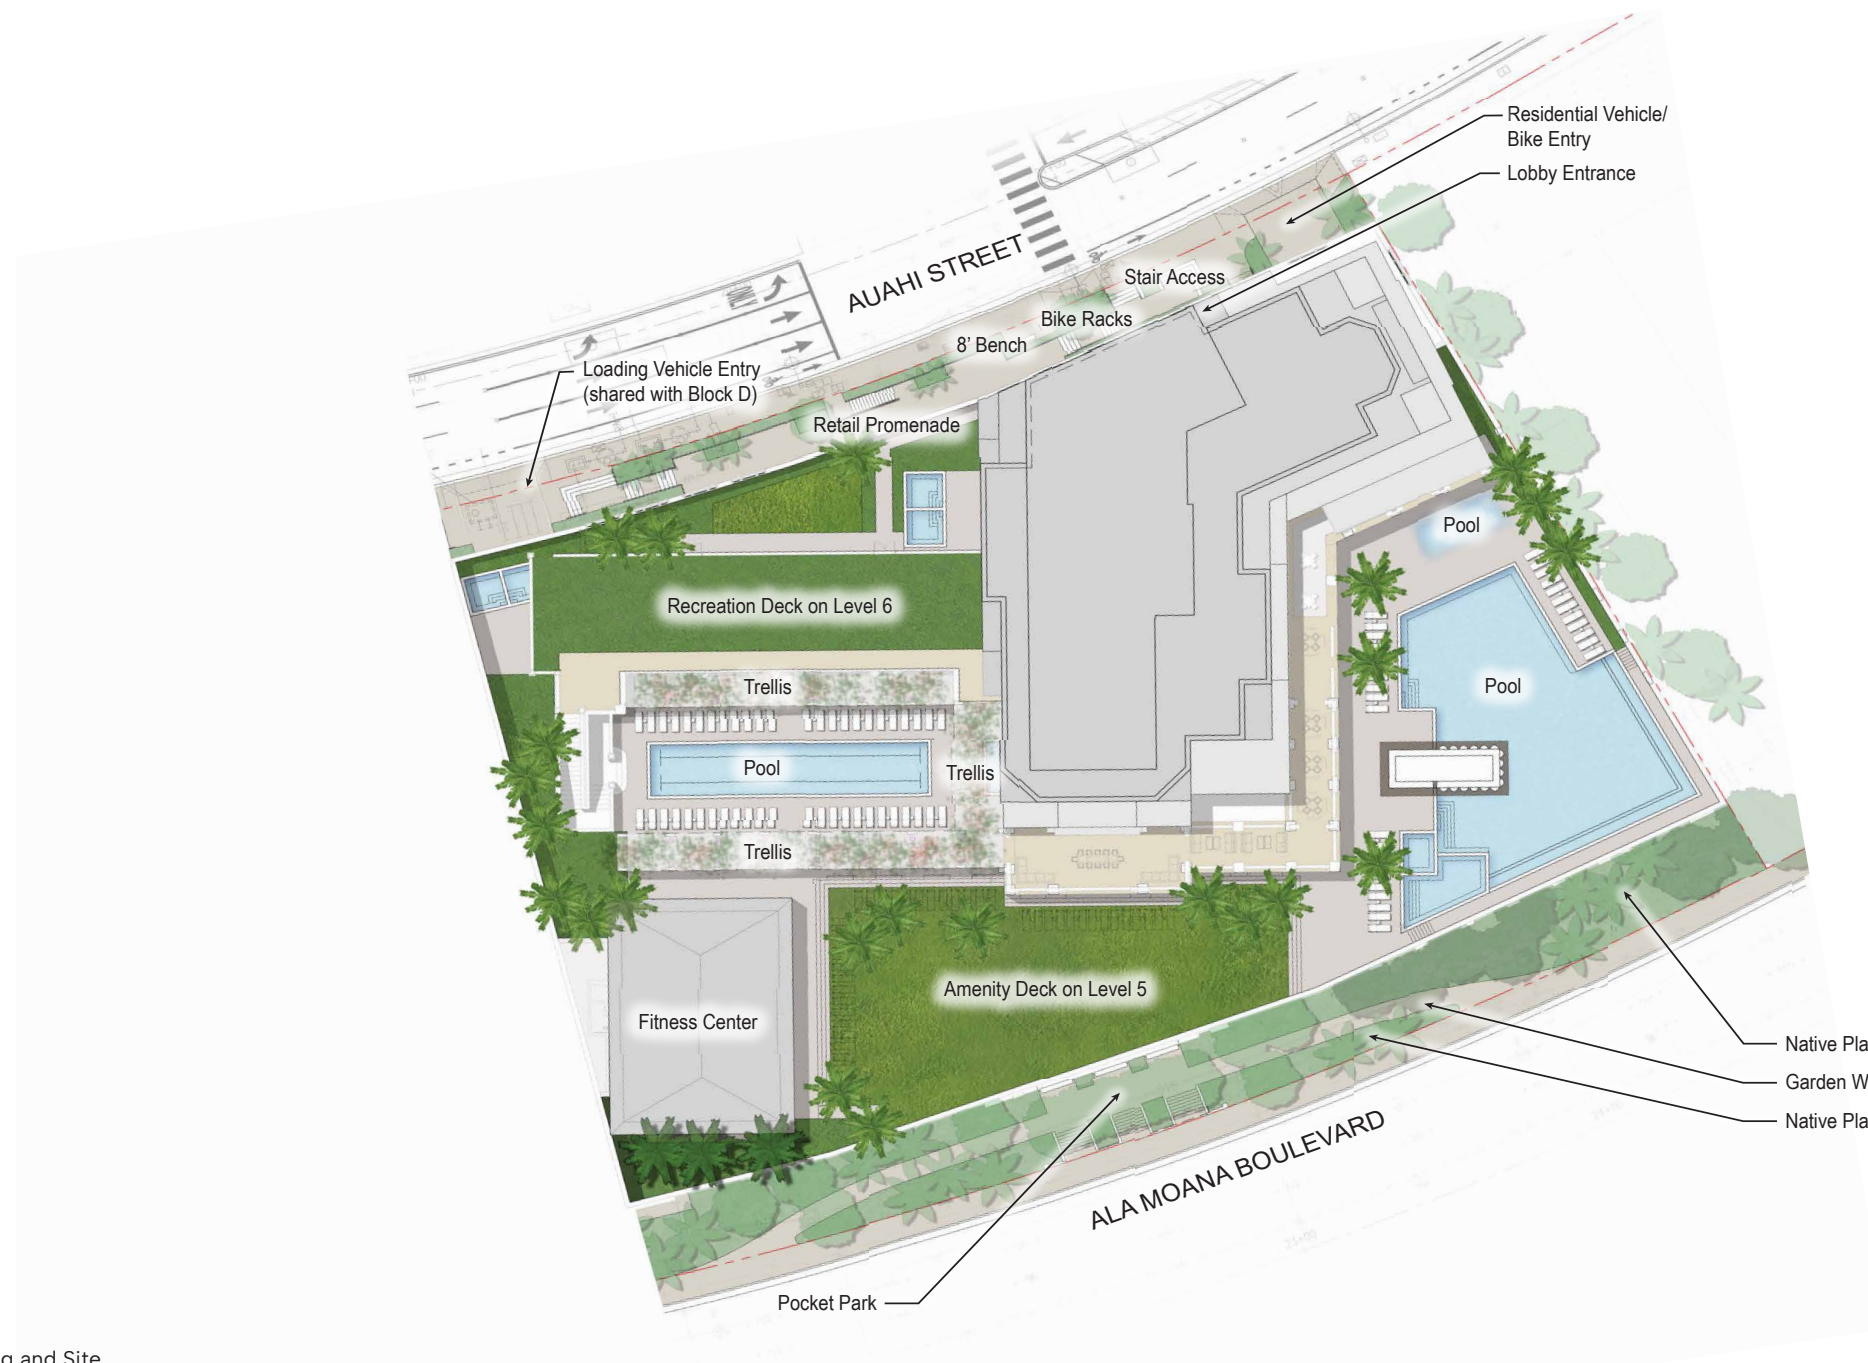 Residential Vehicle/
Bike Entry
Lobby Entrance
AUAHI STREET
Stair Access
Bike Racks
8’ Bench
ONLY
Loading Vehicle Entry
(shared with Block D)
Retail Promenade
Pool
Recreation Deck on Level 6
Trellis
Pool
Pool
Trellis
Trellis
Amenity Deck on Level 5
Fitness Center
Native Pla
Garden W
Native Pla
ALA MOANA BOULEVARD
Pocket Park
g and Site